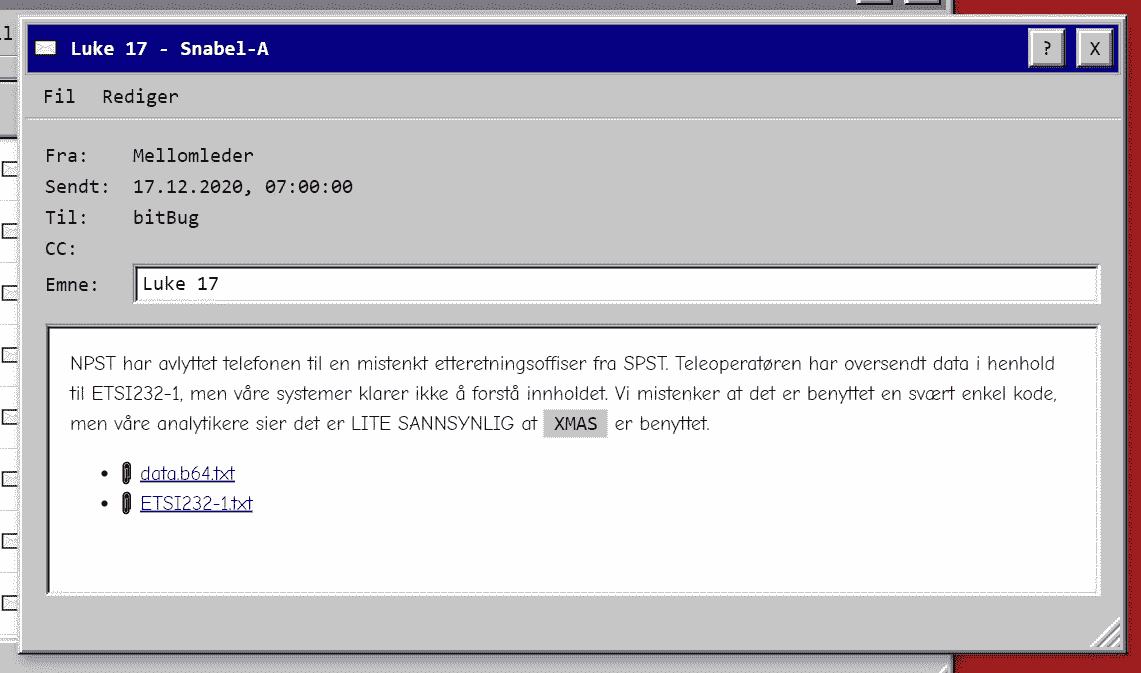 ll
Luke 17 - Snabel-A
? X
Fil Rediger
Fra: Mellomleder
Sendt: 17.12.2020, 07:00:00
Til: bitBug
CC:
Emne: Luke 17
NPST har avlyttet telefonen til en mistenkt etteretningsoffiser fra SPST. Teleoperatøren har oversendt data i henhold
til ETSI232-1, men våre systemer klarer ikke å forstå innholdet. Vi mistenker at det er benyttet en svært enkel kode,
men våre analytikere sier det er LITE SANNSYNLIG at XMAS er benyttet.
• data.b64.txt
• ETSI232-1.txt